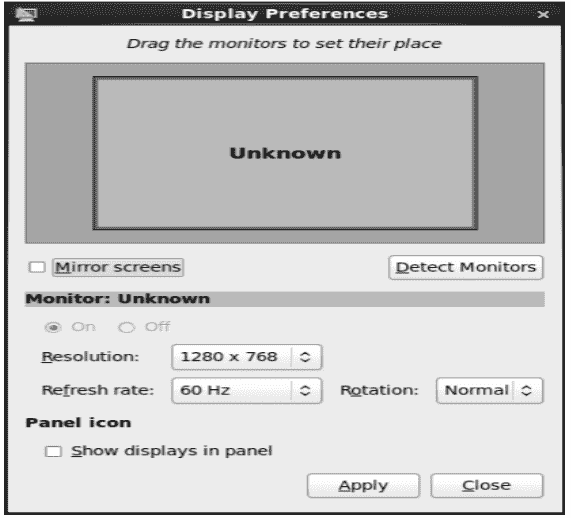 Display Preferences
Drag the monitors to set their place
Unknown
Mirror screens
Detect Monitors
Monitor: Unknown
On Off
Resolution: 1280 x 768
Refresh rate: 60 Hz Rotation: Normal
Panel icon
Show displays in panel
Apply Close